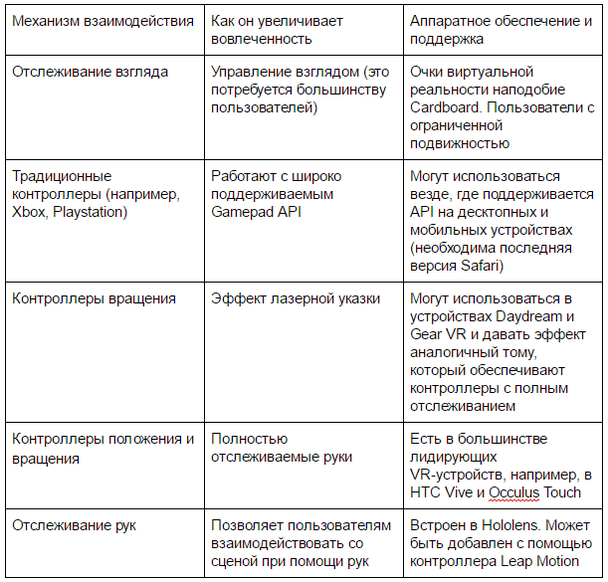 Механизм взаимодействия
Как он увеличивает
вовлеченность
Аппаратное обеспечение и
поддержка
Отслеживание взгляда
Управление взглядом (это
потребуется большинству
пользователей)
Очки виртуальной
реальности наподобие
Cardboard. Пользователи с
ограниченной
подвижностью
Традиционные
контроллеры (например,
Xbox, Playstation)
Работают с широко
поддерживаемым
Gamepad API
Могут использоваться
везде, где поддерживается
API на десктопных и
мобильных устройствах
(необходима последняя
версия Safari)
Контроллеры вращения
Эффект лазерной указки
Могут использоваться в
устройствах Daydream и
Gear VR и давать эффект
аналогичный тому,
который обеспечивают
контроллеры с полным
отслеживанием
Контроллеры положения и
вращения
Полностью
отслеживаемые руки
Есть в большинстве
лидирующих
VR-устройств, например, в
HTC Vive и Occulus Touch
Отслеживание рук
Позволяет пользователям
взаимодействовать со
сценой при помощи рук
Встроен в Hololens. Может
быть добавлен с помощью
контроллера Leap Motion